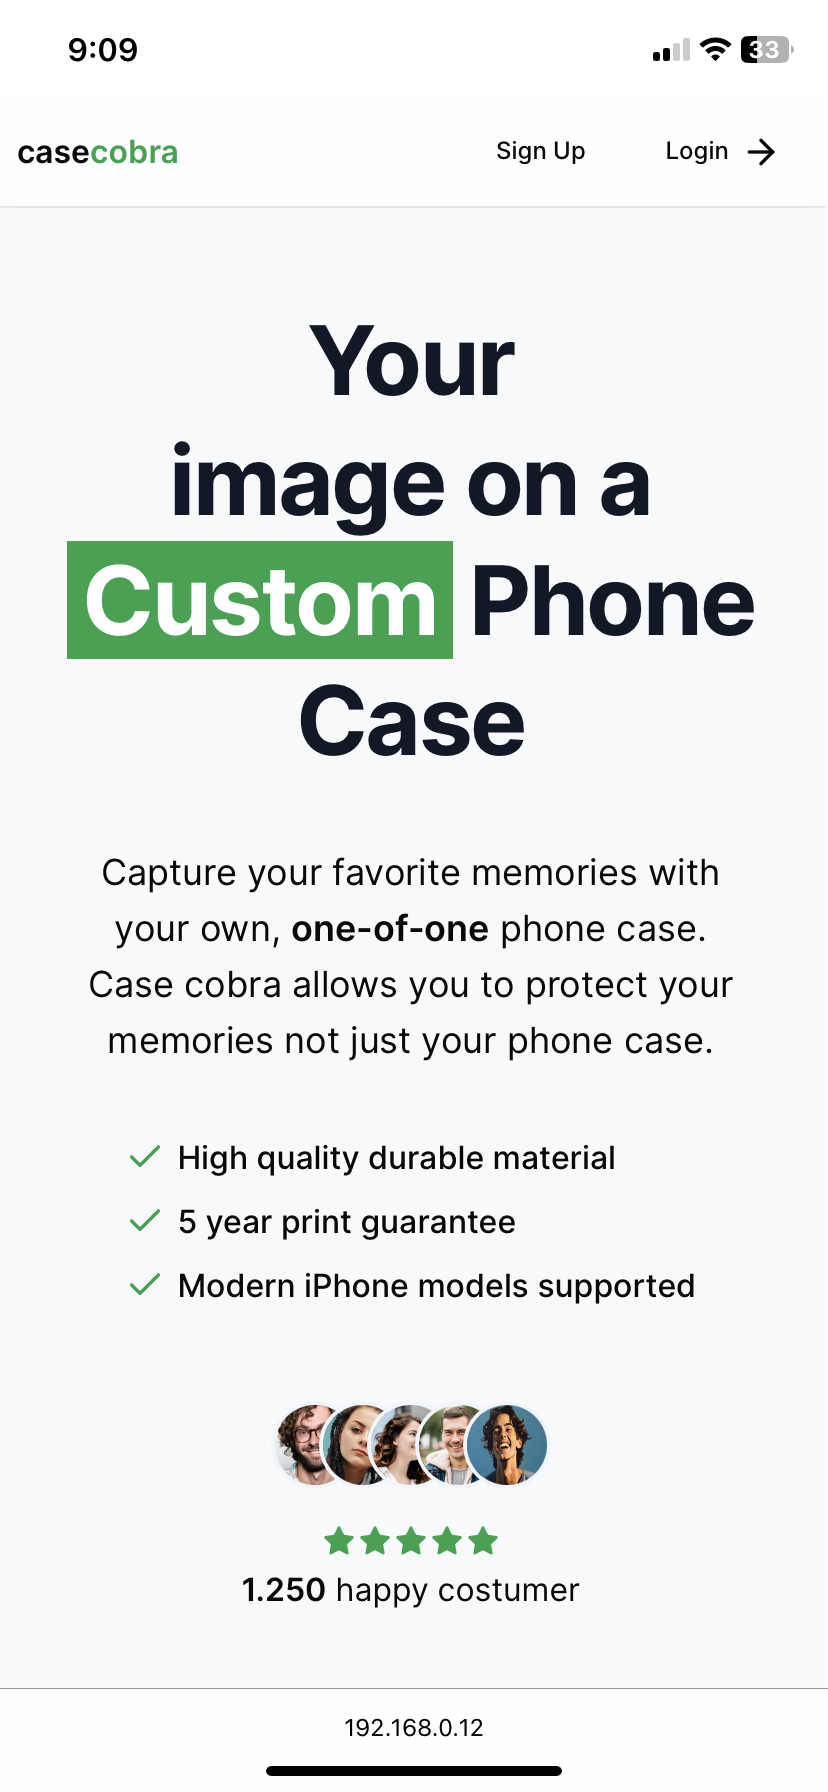 9:09
33
casecobra
Sign Up
Login
Your
image on a
Custom Phone
Case
Capture your favorite memories with
your own, one-of-one phone case.
Case cobra allows you to protect your
memories not just your phone case.
High quality durable material
5 year print guarantee
Modern iPhone models supported
1.250 happy costumer
192.168.0.12